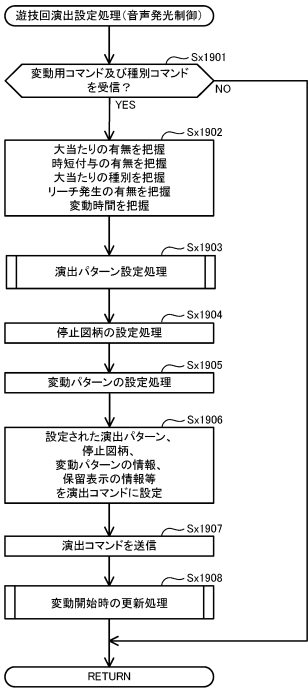 遊技回演出設定処理(音声発光制御)
Sx1901
変動用コマンド及び種別コマンド
を受信?
NO
YES
Sx1902
大当たりの有無を把握
時短付与の有無を把握
大当たりの種別を把握
リーチ発生の有無を把握
変動時間を把握
Sx1903
演出パターン設定処理
Sx1904
停止図柄の設定処理
Sx1905
変動パターンの設定処理
Sx1906
設定された演出パターン、
停止図柄、
変動パターンの情報、
保留表示の情報等
を演出コマンドに設定
Sx1907
演出コマンドを送信
Sx1908
変動開始時の更新処理
RETURN